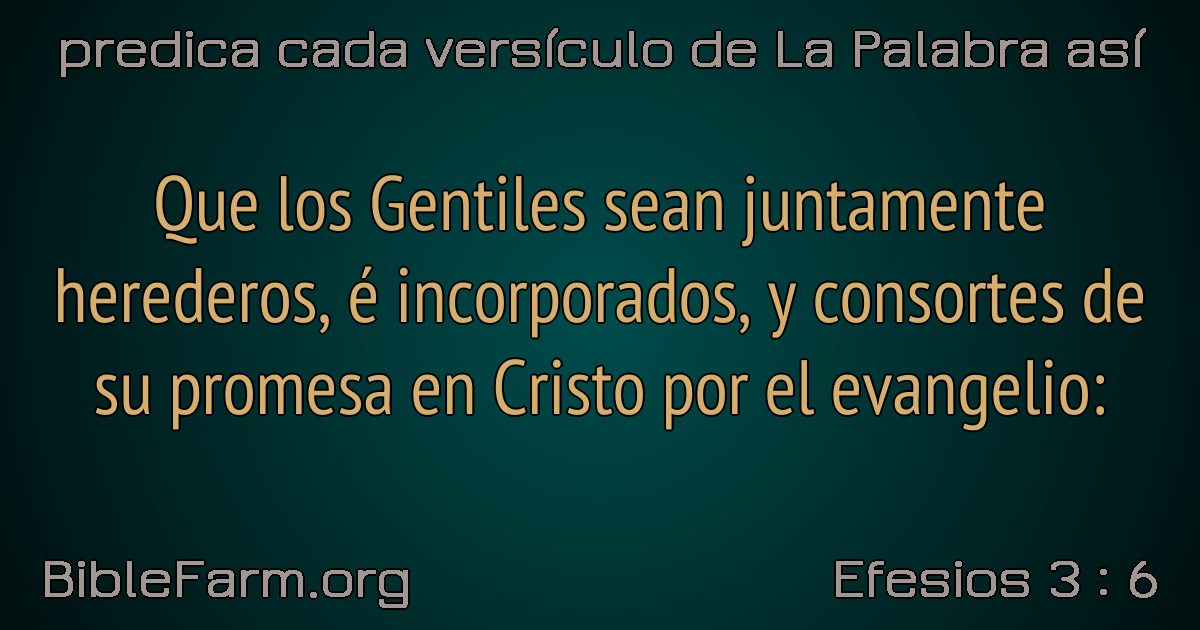 predica cada versículo de La Palabra así
Que los Gentiles sean juntamente
herederos, é incorporados, y consortes de
su promesa en Cristo por el evangelio:
BibleFarm.org
Efesios 3 : 6